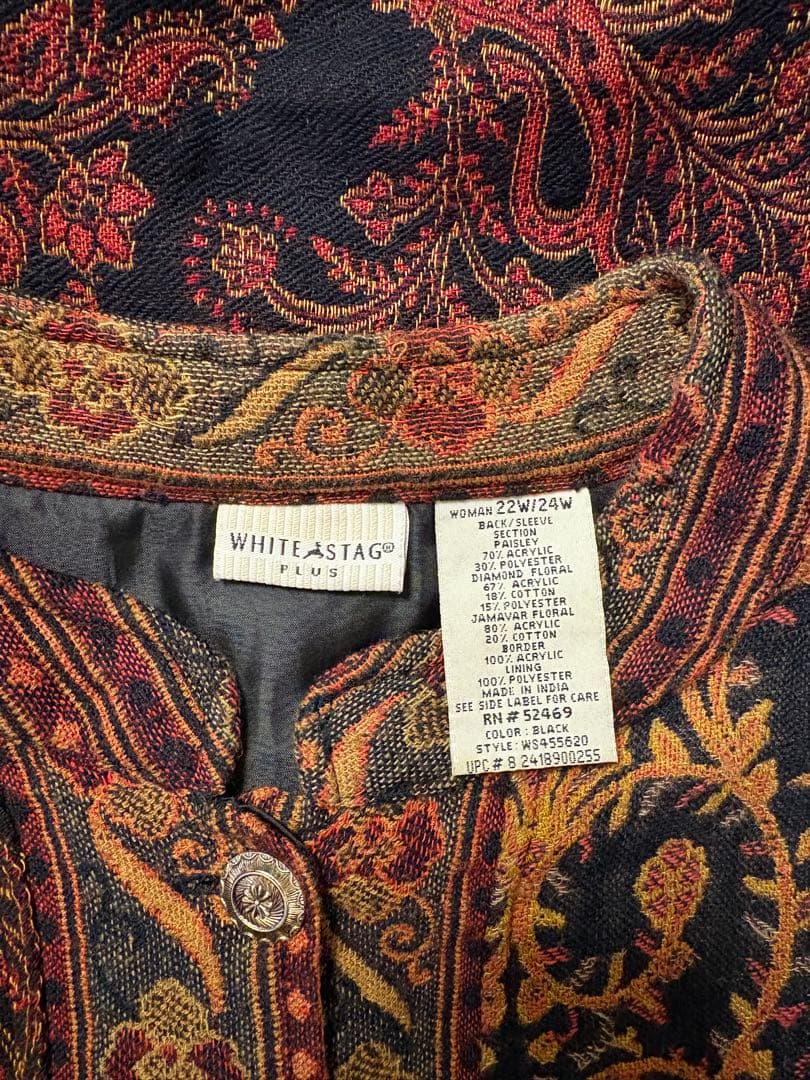 WHITE STAG®
PLUS
WOMAN 22W/24W
BACK/SLEEVE
SECTION
PAISLEY
70% ACRYLIC
30% POLYESTER
DIAMOND FLORAL
67% ACRYLIC
18% COTTON
15% POLYESTER
JAMAVAR FLORAL
80% ACRYLIC
20% COTTON
BORDER
100% ACRYLIC
LINING
100% POLYESTER
MADE IN INDIA
SEE SIDE LABEL FOR CARE
RN# 52469
COLOR : BLACK
STYLE: WS455620
UPC# 8 2418900255